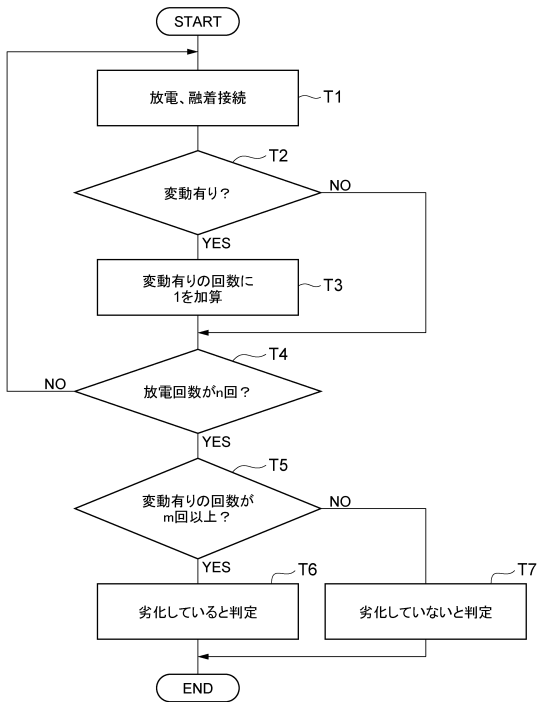 START
放電、融着接続
T1
T2
変動有り？
NO
YES
変動有りの回数に
1を加算
T3
T4
放電回数がn回？
NO
YES
T5
変動有りの回数が
m回以上？
NO
YES
T6
劣化していると判定
T7
劣化していないと判定
END